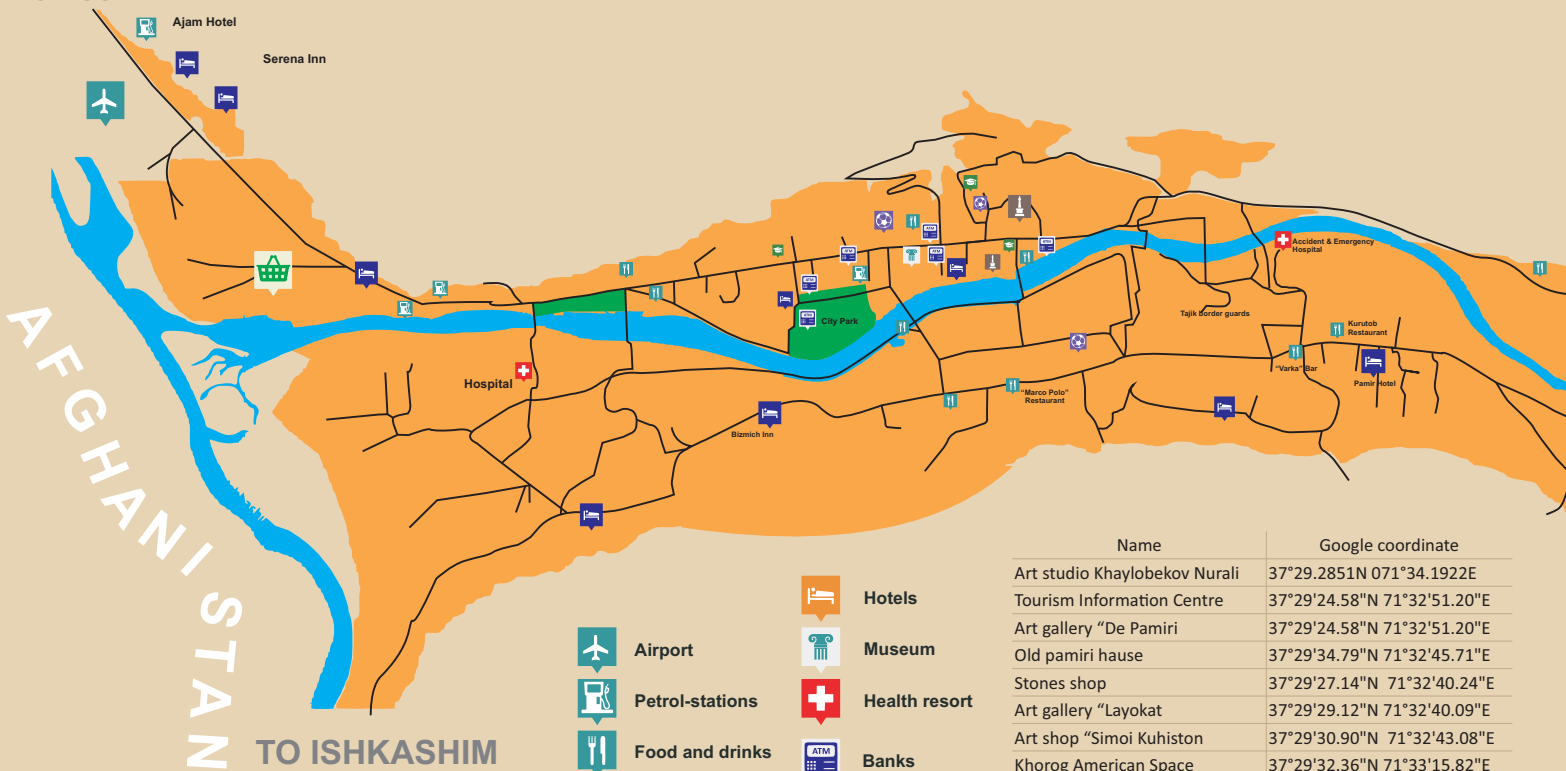 Ajam Hotel
Serena Inn
Accident & Emergency
Hospital
City Park
Tajik border guards
Kurutob
Restaurant
"Varka" Bar
Pamir Hotel
Hospital
"Marco Polo"
Restaurant
Bizmich Inn
AFGHANISTAN
TO ISHKASHIM
Airport
Petrol-stations
Food and drinks
Hotels
Museum
Health resort
ATM
Banks
ATM
ATM
ATM
ATM
ATM
ATM
Name Google coordinate
Art studio Khaylobekov Nurali 37°29.2851N 071°34.1922E
Tourism Information Centre 37°29'24.58"N 71°32'51.20"E
Art gallery “De Pamiri 37°29'24.58"N 71°32'51.20"E
Old pamiri hause 37°29'34.79"N 71°32'45.71"E
Stones shop 37°29'27.14"N 71°32'40.24"E
Art gallery “Layokat 37°29'29.12"N 71°32'40.09"E
Art shop “Simoi Kuhiston 37°29'30.90"N 71°32'43.08"E
Khorog American Space 37°29'32.36"N 71°33'15.82"E